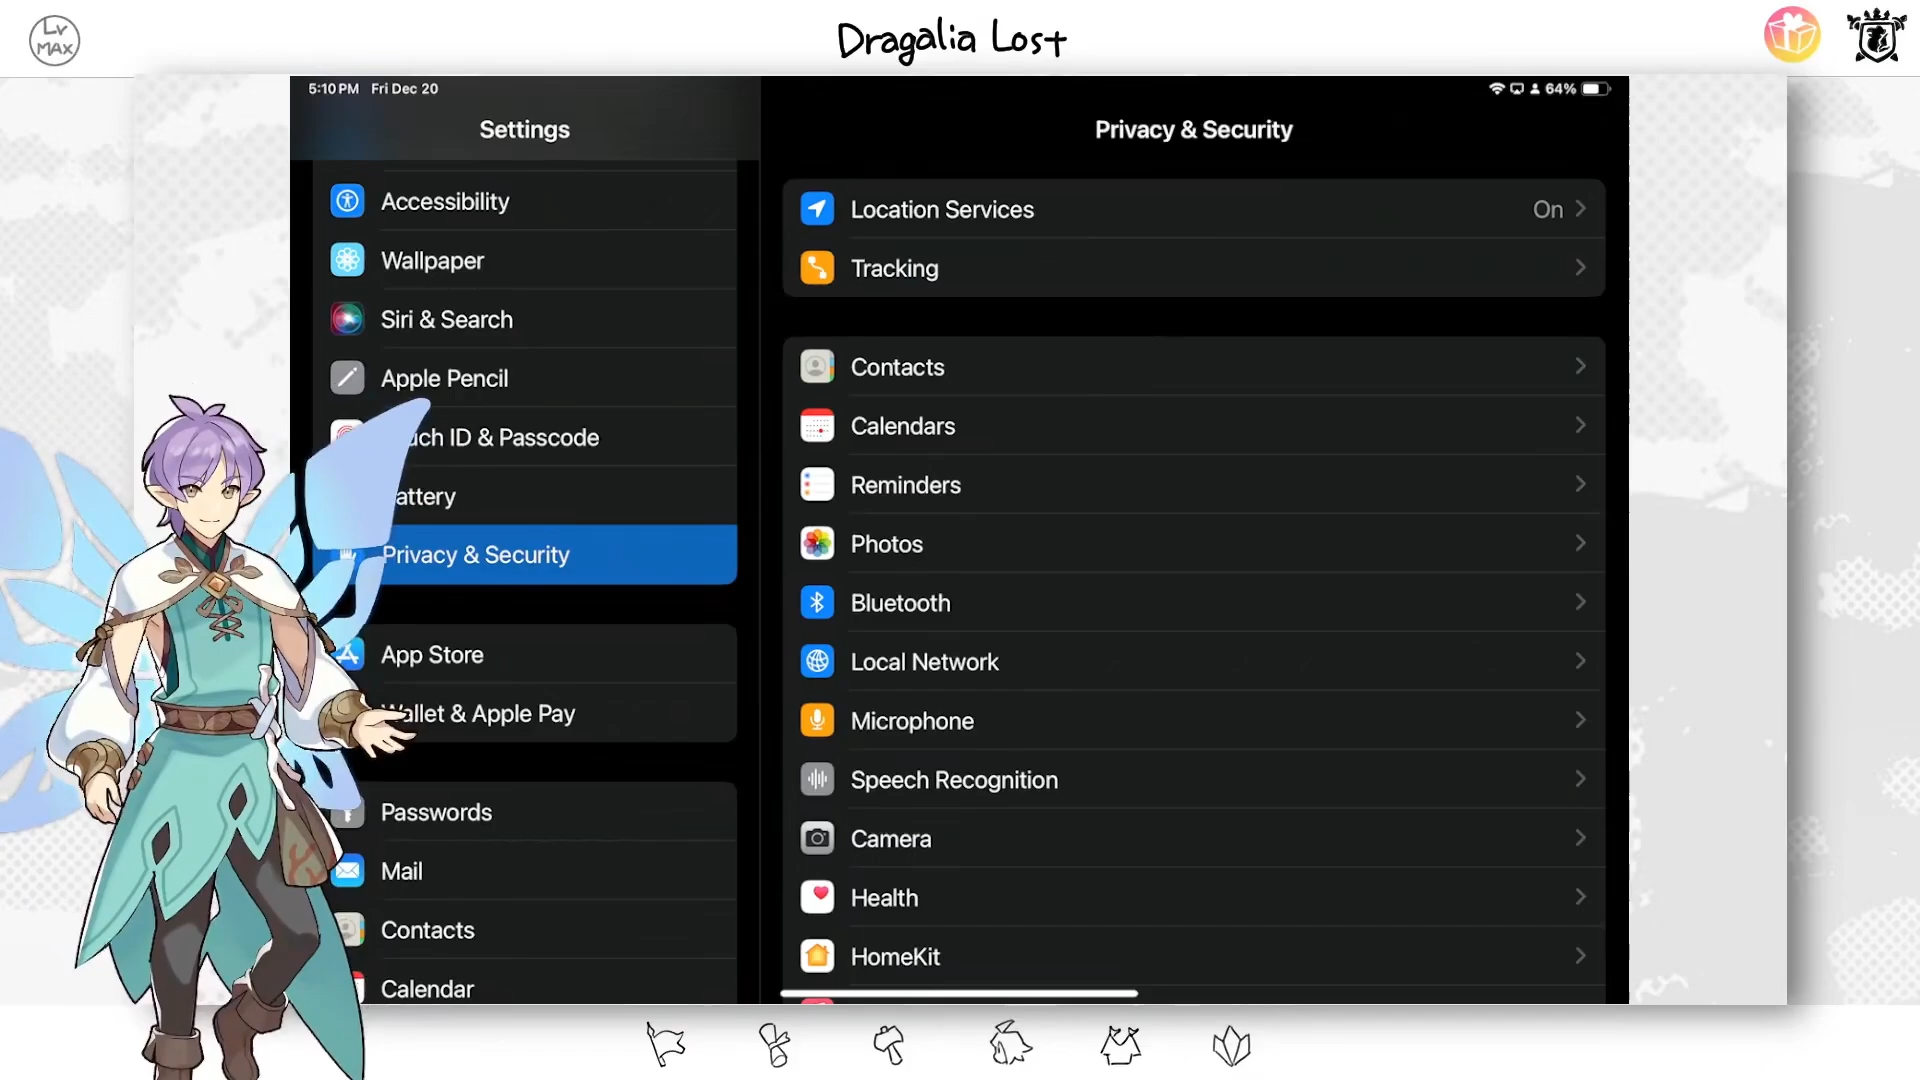 Lv
MAX
Dragalia Lost
5:10 PM Fri Dec 20
64%
Settings
Accessibility
Wallpaper
Siri & Search
Apple Pencil
uch ID & Passcode
attery
Privacy & Security
App Store
Wallet & Apple Pay
Passwords
Mail
Contacts
Calendar
Privacy & Security
Location Services On
Tracking
Contacts
Calendars
Reminders
Photos
Bluetooth
Local Network
Microphone
Speech Recognition
Camera
Health
HomeKit